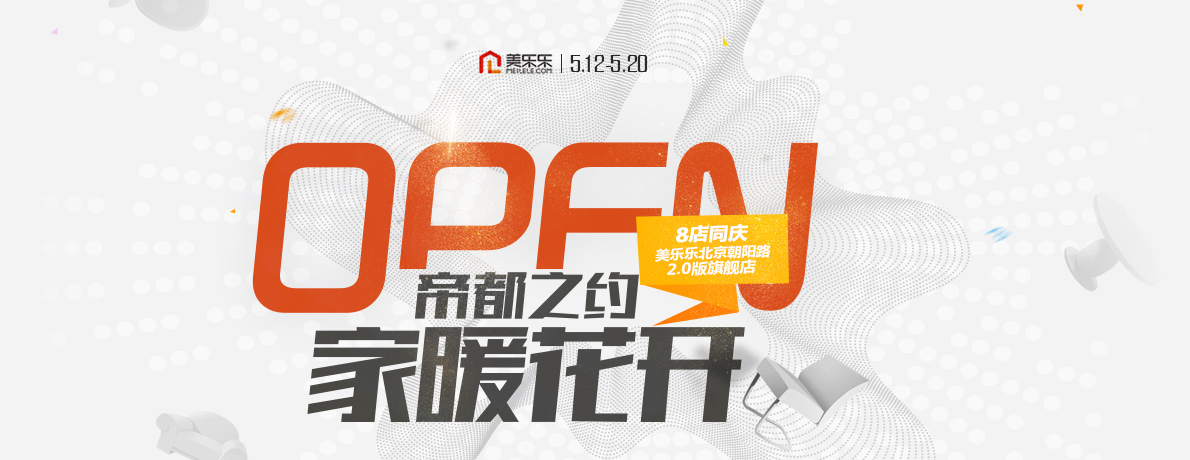 美乐乐 MEILELE.COM 5.12-5.20
OPEN
8店同庆
美乐乐北京朝阳路
2.0版旗舰店
帝都之约
家暖花开